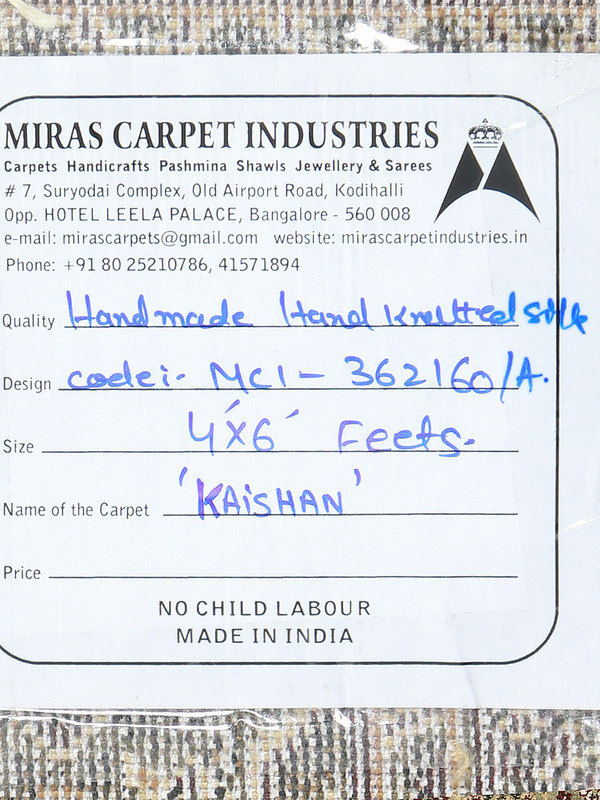 MIRAS CARPET INDUSTRIES
Carpets Handicrafts Pashmina Shawls Jewellery & Sarees
# 7, Suryodai Complex, Old Airport Road, Kodihalli
Opp. HOTEL LEELA PALACE, Bangalore - 560 008
e-mail: mirascarpets@gmail.com website: mirascarpetindustries.in
Phone: +91 80 25210786, 41571894
Quality Handmade Hand Knutted silk
Design code:- MCI - 362160/A.
Size 4'X6' Feets.
Name of the Carpet 'KAiSHAN'
Price
NO CHILD LABOUR
MADE IN INDIA